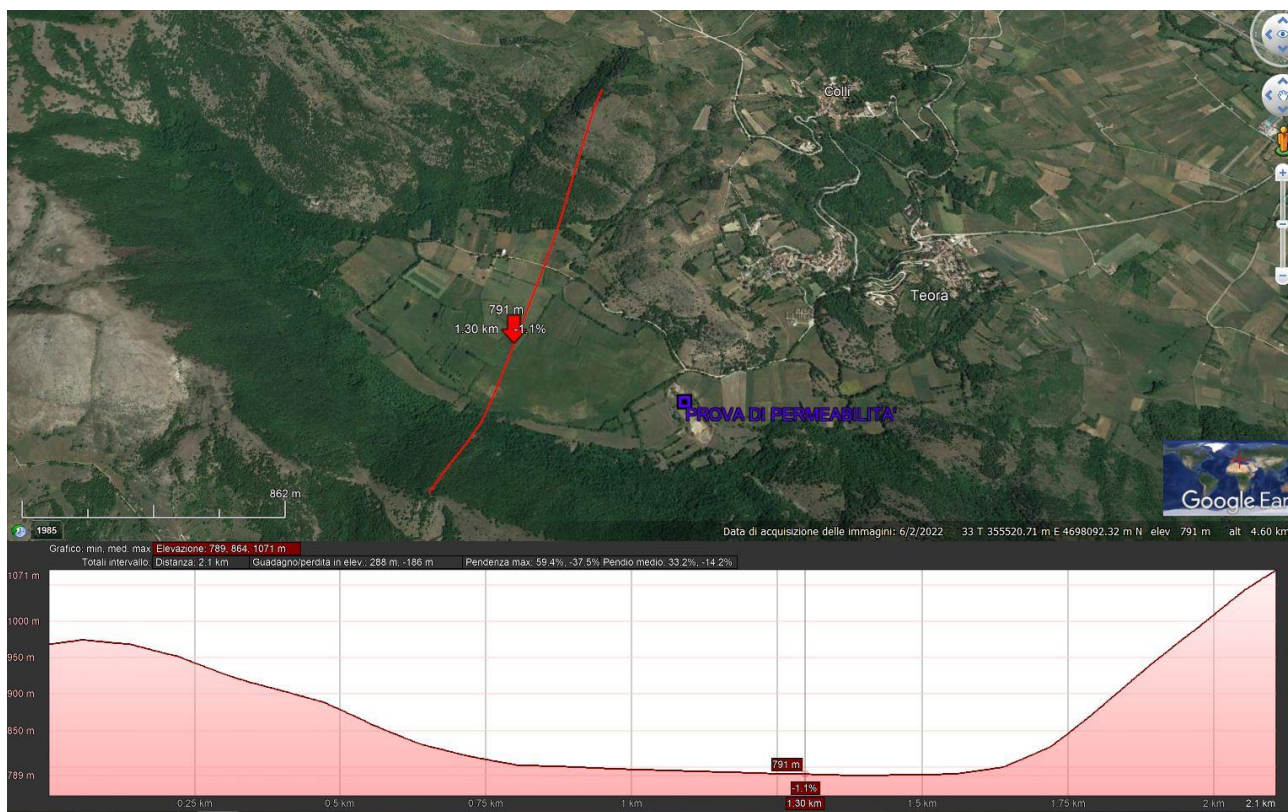 Colli
Teora
791 m
1.30 km
-1.1%
PROVA DI PERMEABILITA'
862 m
Google Ear
1985
Data di acquisizione delle immagini: 6/2/2022 33 T 355520.71 m E 4698092.32 m N elev 791 m alt 4.60 km
Grafico: min, med, max Elevazione: 789, 864, 1071 m
Totali intervallo: Distanza: 2.1 km Guadagno/perdita in elev.: 288 m, -186 m Pendenza max: 59.4%, -37.5% Pendio medio: 33.2%, -14.2%
1071 m
1000 m
950 m
900 m
850 m
789 m
791 m
-1.1%
0.25 km 0.5 km 0.75 km 1 km 1.30 km 1.5 km 1.75 km 2 km 2.1 km